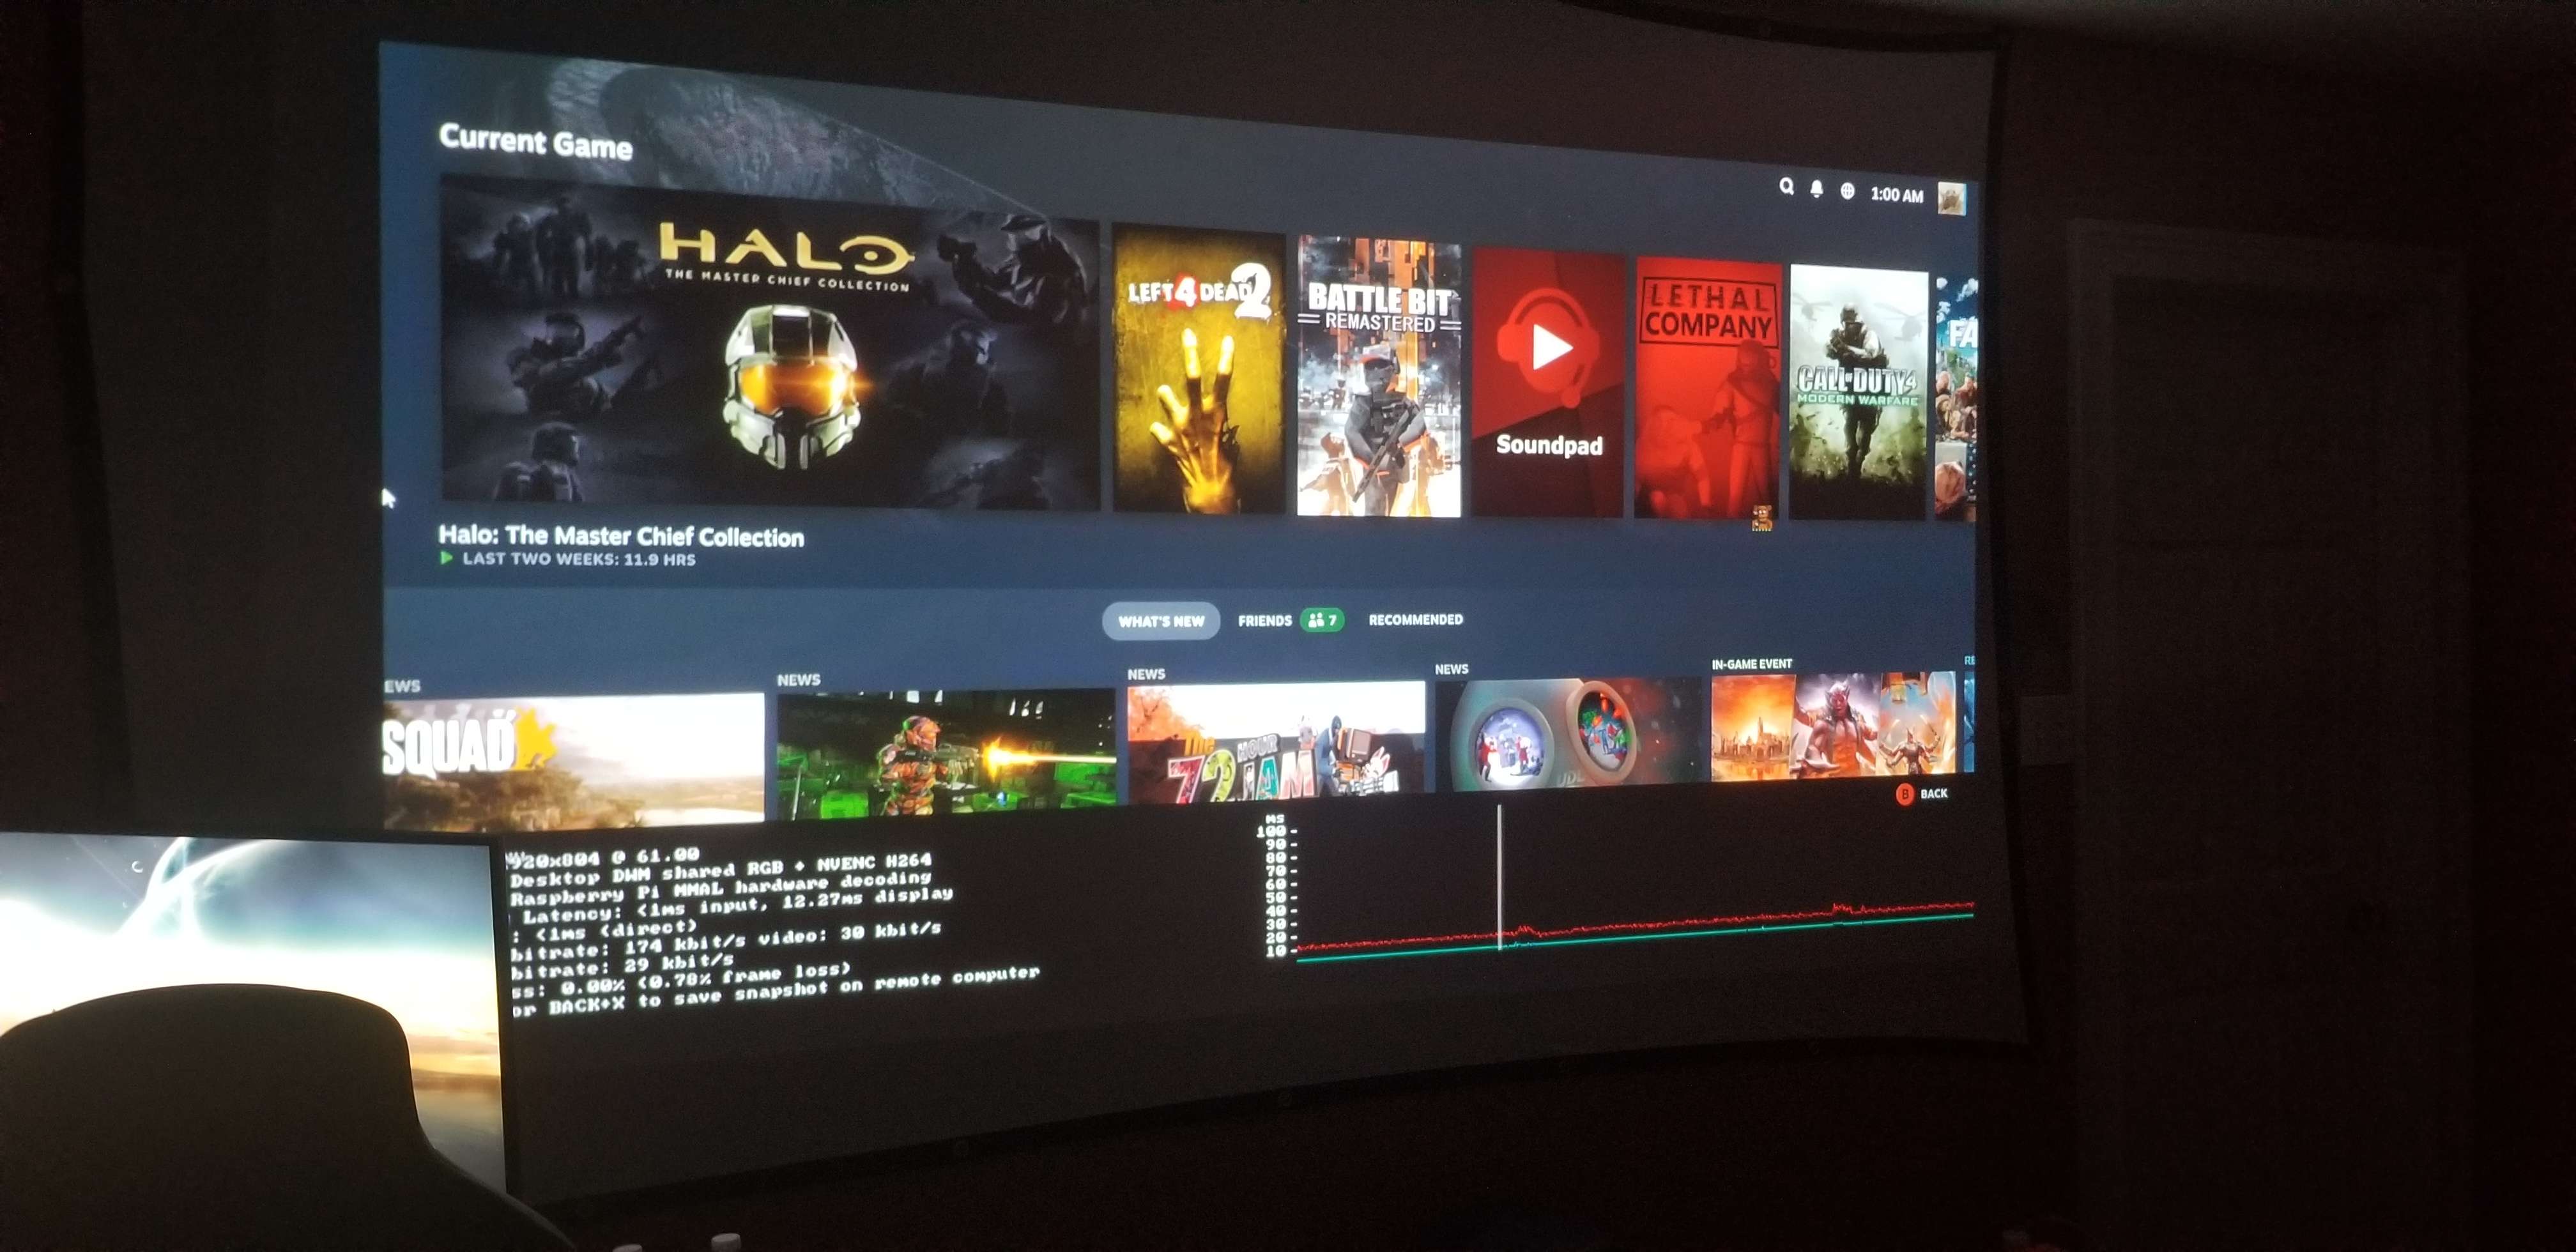 Current Game
1:00 AM
HALO
THE MASTER CHIEF COLLECTION
LEFT 4 DEAD 2
BATTLE BIT
REMASTERED
Soundpad
LETHAL
COMPANY
CALL OF DUTY 4
MODERN WARFARE
FA
Halo: The Master Chief Collection
LAST TWO WEEKS: 11.9 HRS
WHAT'S NEW
FRIENDS 7
RECOMMENDED
EWS
NEWS
NEWS
NEWS
IN-GAME EVENT
RE
SQUAD
The
72 HOUR
JAM
B BACK
920x804 @ 61.00
Desktop DWM shared RGB + NVENC H264
Raspberry Pi MMAL hardware decoding
Latency: <1ms input, 12.27ms display
: <1ms (direct)
bitrate: 174 kbit/s video: 30 kbit/s
bitrate: 29 kbit/s
ss: 0.00% (0.78% frame loss)
or BACK+X to save snapshot on remote computer
ms
100
90
80
70
60
50
40
30
20
10